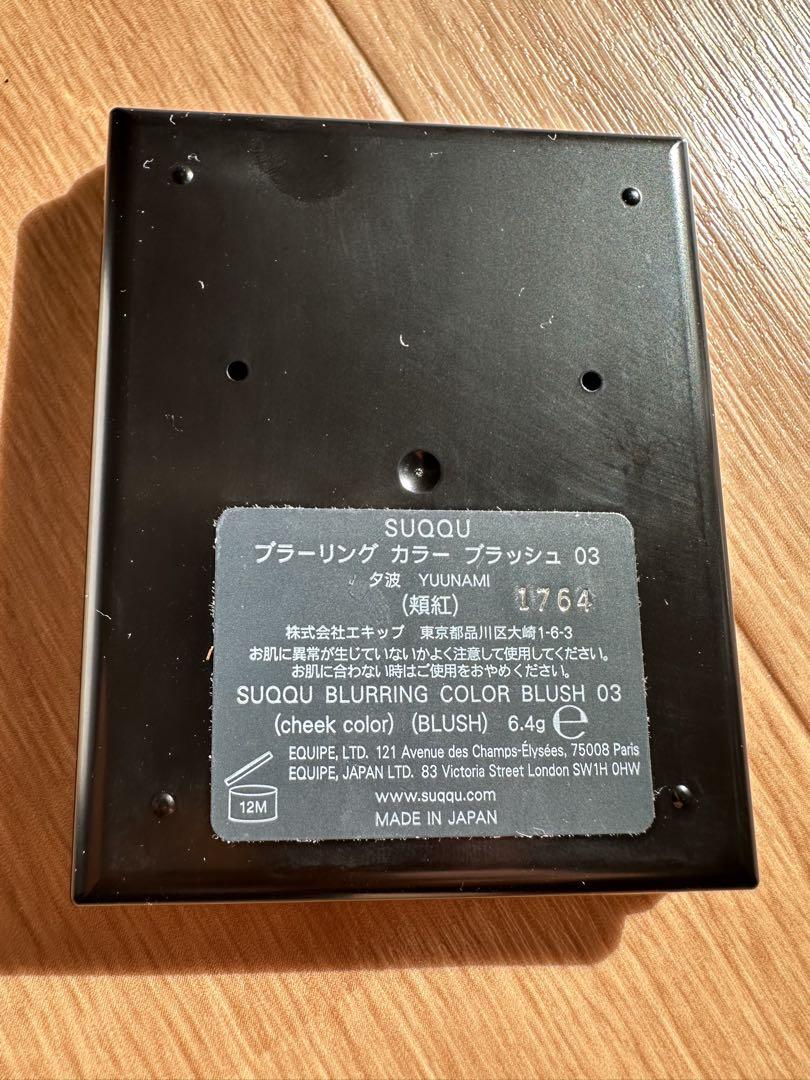 SUQQU
ブラーリング カラー ブラッシュ 03
夕波 YUUNAMI
(頬紅) 1764
株式会社エキップ 東京都品川区大崎1-6-3
お肌に異常が生じていないかよく注意して使用してください。
お肌に合わない時はご使用をおやめください。
SUQQU BLURRING COLOR BLUSH 03
(cheek color) (BLUSH) 6.4g ℮
EQUIPE, LTD. 121 Avenue des Champs-Élysées, 75008 Paris
EQUIPE, JAPAN LTD. 83 Victoria Street London SW1H 0HW
12M
www.suqqu.com
MADE IN JAPAN